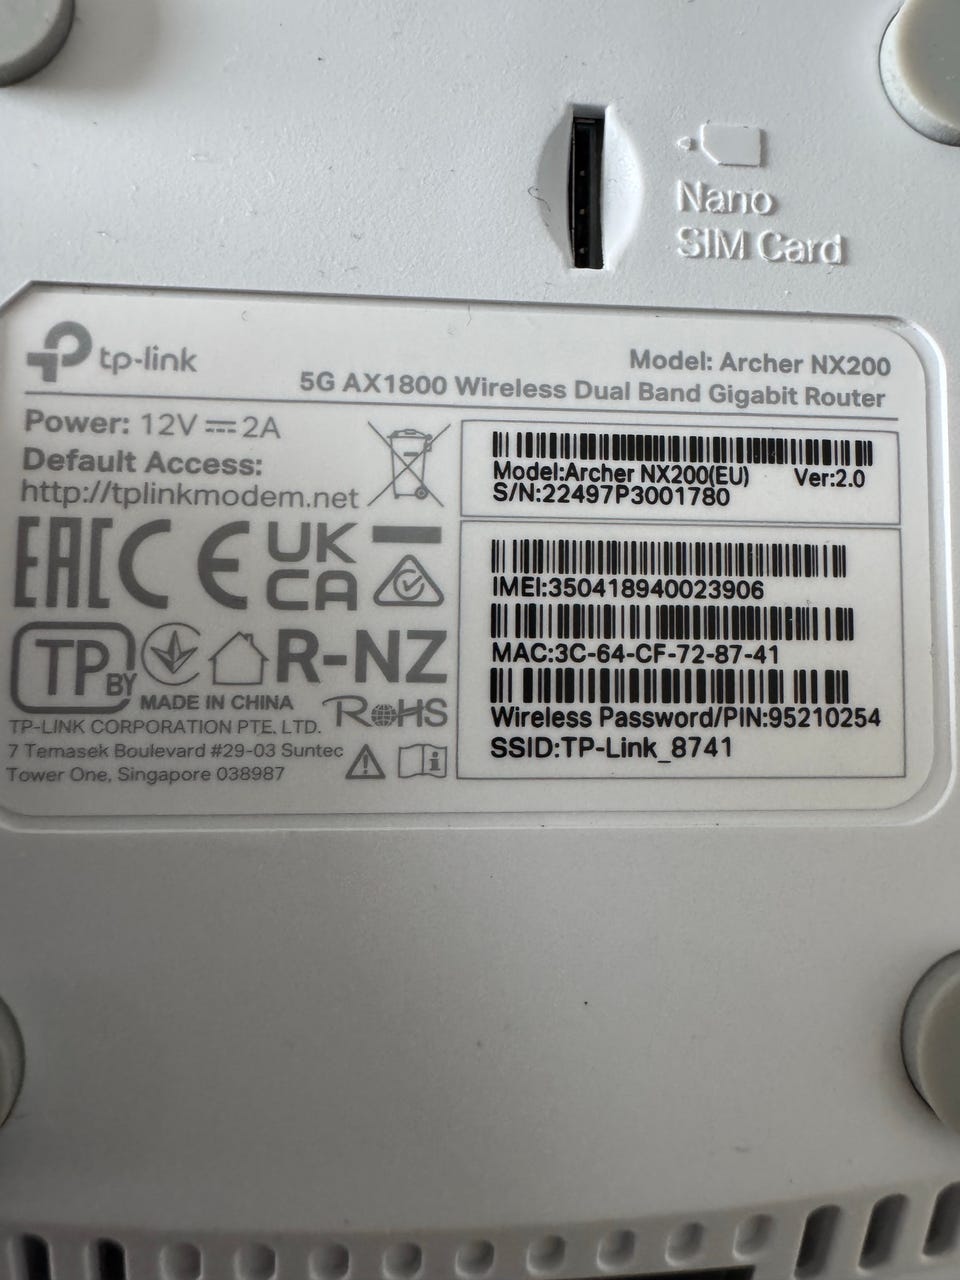 Nano
SIM Card
tp-link
Model: Archer NX200
5G AX1800 Wireless Dual Band Gigabit Router
Power: 12V⎓2A
Default Access:
http://tplinkmodem.net
Model:Archer NX200(EU) Ver:2.0
S/N:22497P3001780
EAC CE UK
CA
IMEI:350418940023906
MAC:3C-64-CF-72-87-41
Wireless Password/PIN:95210254
SSID:TP-Link_8741
TP BY
R-NZ
MADE IN CHINA
RoHS
TP-LINK CORPORATION PTE. LTD.
7 Temasek Boulevard #29-03 Suntec
Tower One, Singapore 038987